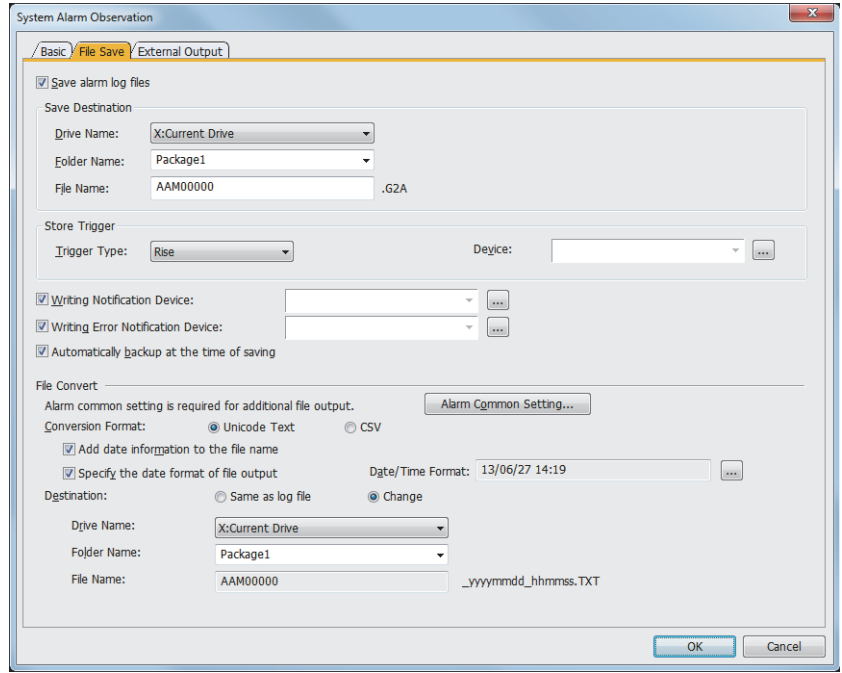 System Alarm Observation
Basic File Save External Output
Save alarm log files
Save Destination
Drive Name: X:Current Drive
Folder Name: Package1
File Name: AAM00000 .G2A
Store Trigger
Trigger Type: Rise Device: ...
Writing Notification Device: ...
Writing Error Notification Device: ...
Automatically backup at the time of saving
File Convert
Alarm common setting is required for additional file output. Alarm Common Setting...
Conversion Format: Unicode Text CSV
Add date information to the file name
Specify the date format of file output Date/Time Format: 13/06/27 14:19 ...
Destination: Same as log file Change
Drive Name: X:Current Drive
Folder Name: Package1
File Name: AAM00000 _yyyymmdd_hhmmss.TXT
OK Cancel